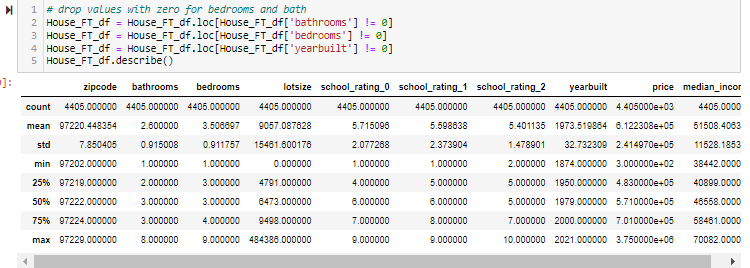 1 # drop values with zero for bedrooms and bath
2 House_FT_df = House_FT_df.loc[House_FT_df['bathrooms'] != 0]
3 House_FT_df = House_FT_df.loc[House_FT_df['bedrooms'] != 0]
4 House_FT_df = House_FT_df.loc[House_FT_df['yearbuilt'] != 0]
5 House_FT_df.describe()
]:
zipcode bathrooms bedrooms lotsize school_rating_0 school_rating_1 school_rating_2 yearbuilt price median_incom
count 4405.000000 4405.000000 4405.000000 4405.000000 4405.000000 4405.000000 4405.000000 4405.000000 4.405000e+03 4405.0000
mean 97220.448354 2.600000 3.506697 9057.087628 5.715096 5.598638 5.401135 1973.519864 6.122308e+05 51508.4063
std 7.850405 0.915008 0.911757 15461.600176 2.077268 2.373904 1.478901 32.732309 2.414970e+05 11528.1853
min 97202.000000 1.000000 1.000000 0.000000 1.000000 1.000000 2.000000 1874.000000 3.000000e+02 38442.0000
25% 97219.000000 2.000000 3.000000 4791.000000 4.000000 5.000000 5.000000 1950.000000 4.830000e+05 40899.0000
50% 97222.000000 3.000000 3.000000 6473.000000 6.000000 6.000000 5.000000 1979.000000 5.710000e+05 46558.0000
75% 97224.000000 3.000000 4.000000 9498.000000 7.000000 8.000000 7.000000 2000.000000 7.010000e+05 58461.0000
max 97229.000000 8.000000 9.000000 484386.000000 9.000000 9.000000 10.000000 2021.000000 3.750000e+06 70082.0000